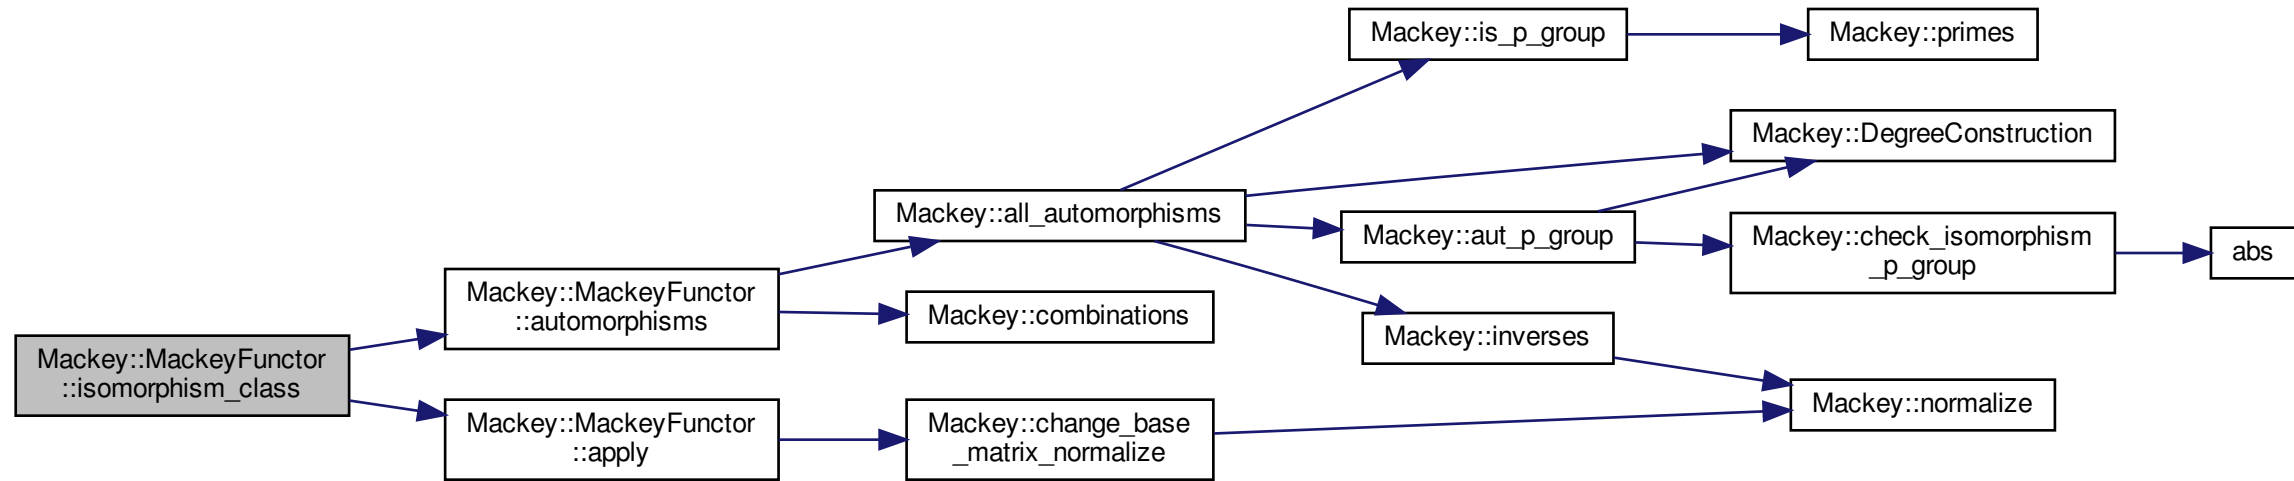 Mackey::MackeyFunctor
::isomorphism_class
Mackey::MackeyFunctor
::automorphisms
Mackey::MackeyFunctor
::apply
Mackey::all_automorphisms
Mackey::combinations
Mackey::change_base
_matrix_normalize
Mackey::is_p_group
Mackey::aut_p_group
Mackey::inverses
Mackey::primes
Mackey::DegreeConstruction
Mackey::check_isomorphism
_p_group
Mackey::normalize
abs